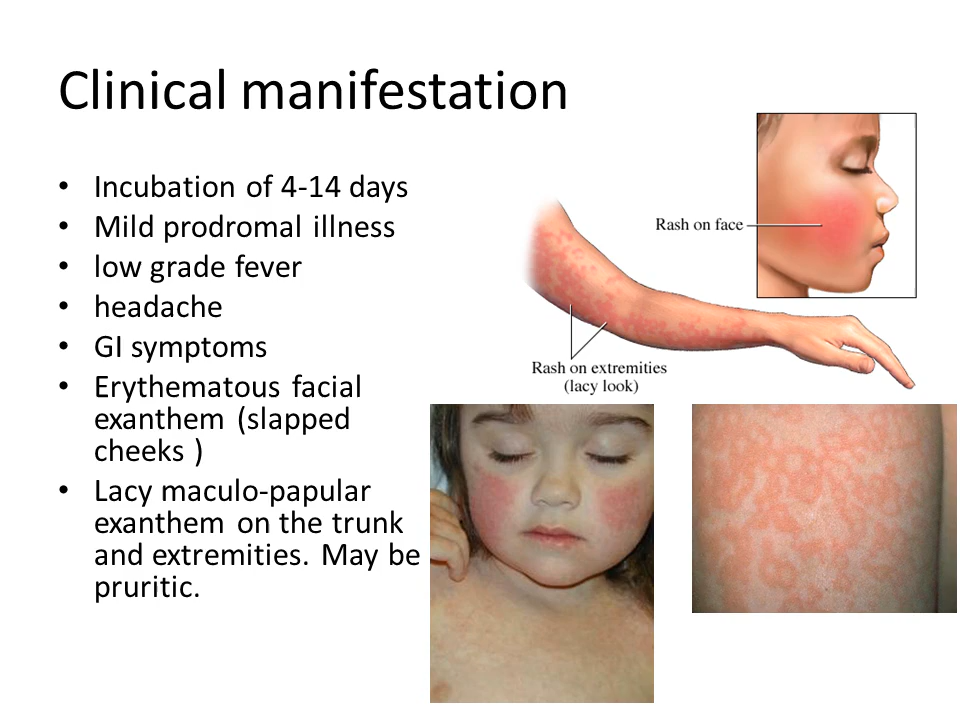 Clinical manifestation
• Incubation of 4-14 days
• Mild prodromal illness
• low grade fever
• headache
• GI symptoms
• Erythematous facial
exanthem (slapped
cheeks )
• Lacy maculo-papular
exanthem on the trunk
and extremities. May be
pruritic.
Rash on face
Rash on extremities
(lacy look)